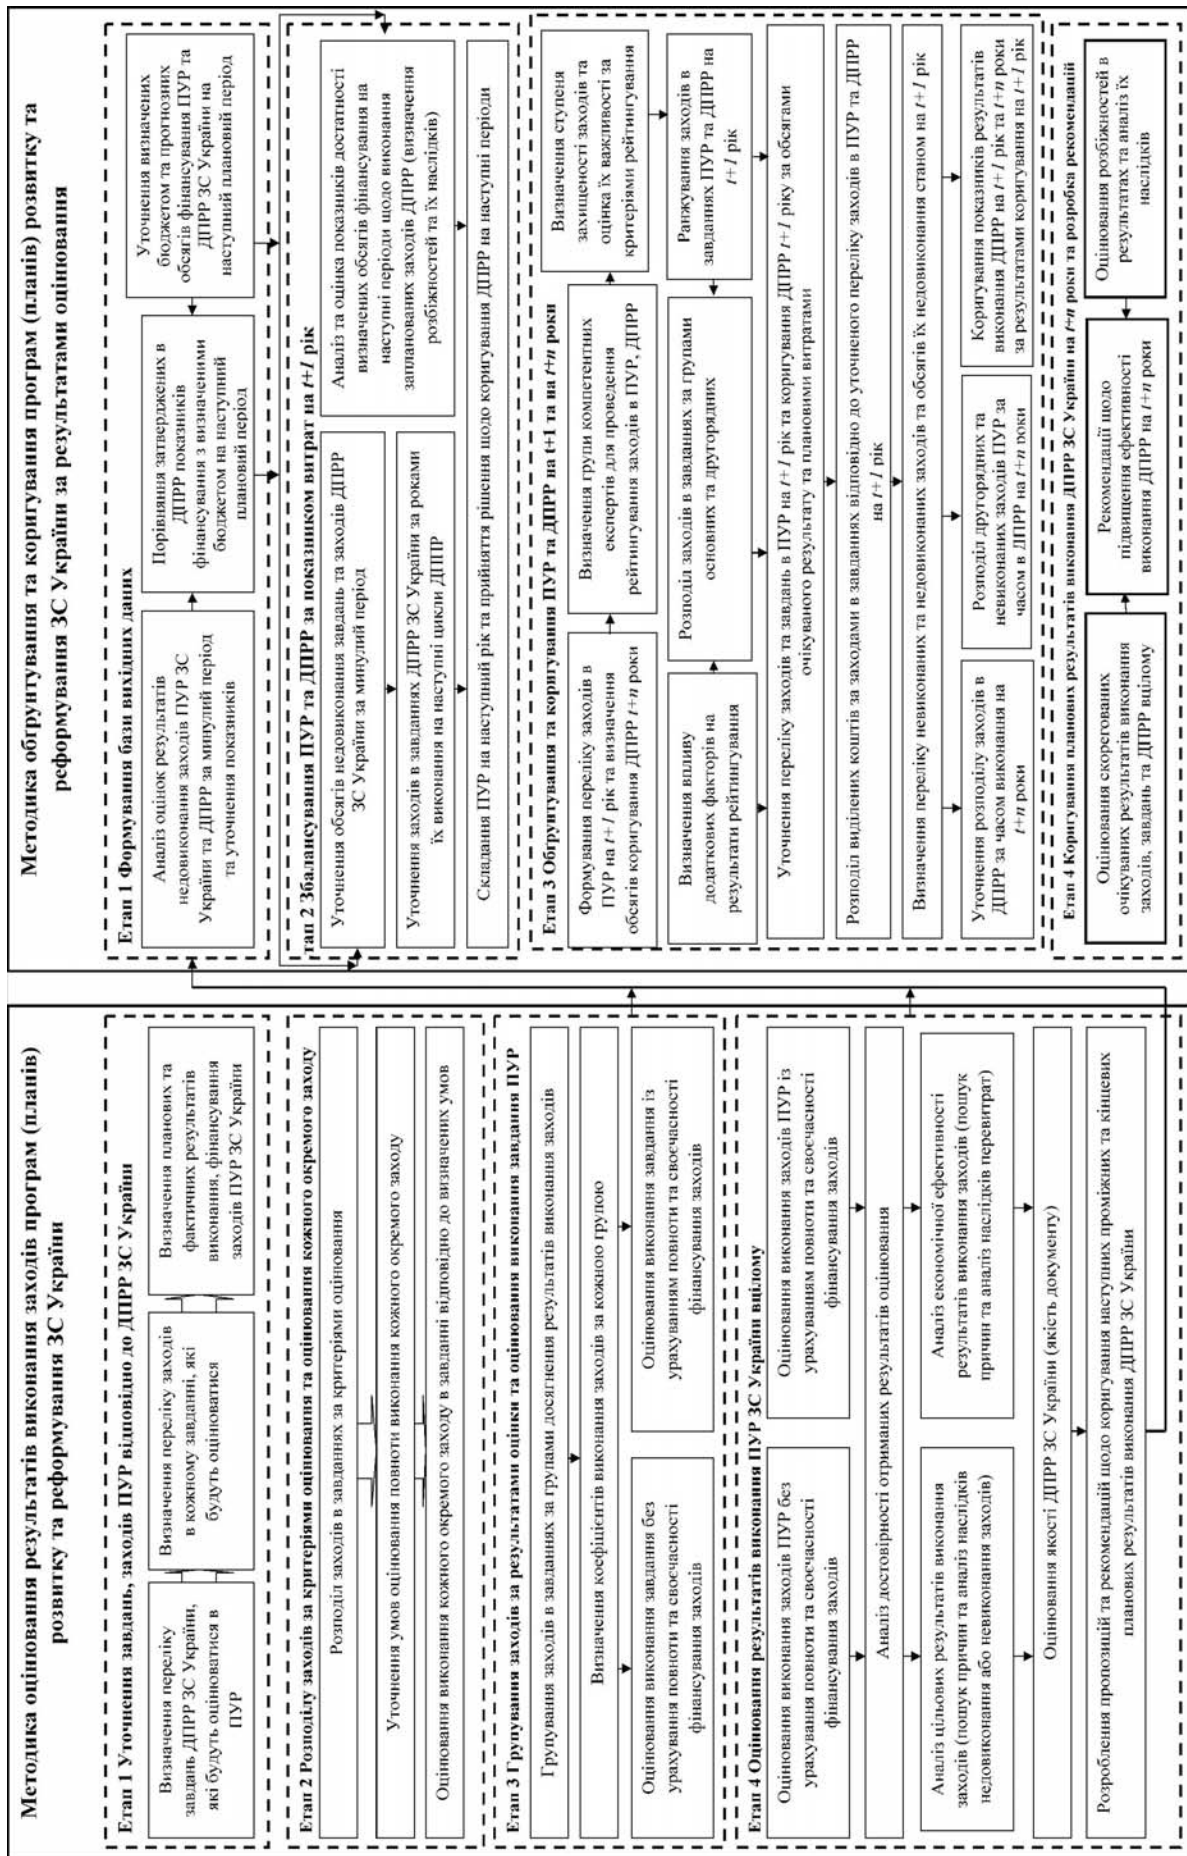 Методика оцінювання результатів виконання заходів програм (планів)
розвитку та реформування ЗС України
Етап 1 Уточнення завдань, заходів ПУР відповідно до ДПРР ЗС України
Визначення переліку
завдань ДПРР ЗС України,
які будуть оцінюватися в
ПУР
Визначення переліку заходів
в кожному завданні, які
будуть оцінюватися
Визначення планових та
фактичних результатів
виконання, фінансування
заходів ПУР ЗС України
Етап 2 Розподілу заходів за критеріями оцінювання та оцінювання кожного окремого заходу
Розподіл заходів в завданнях за критеріями оцінювання
Уточнення умов оцінювання повноти виконання кожного окремого заходу
Оцінювання виконання кожного окремого заходу в завданні відповідно до визначених умов
Етап 3 Групування заходів за результатами оцінки та оцінювання виконання завдання ПУР
Групування заходів в завданнях за групами досягнення результатів виконання заходів
Визначення коефіцієнтів виконання заходів за кожною групою
Оцінювання виконання завдання без
урахування повноти та своєчасності
фінансування заходів
Оцінювання виконання завдання із
урахуванням повноти та своєчасності
фінансування заходів
Етап 4 Оцінювання результатів виконання ПУР ЗС України вцілому
Оцінювання виконання заходів ПУР без
урахування повноти та своєчасності
фінансування заходів
Оцінювання виконання заходів ПУР із
урахуванням повноти та своєчасності
фінансування заходів
Аналіз достовірності отриманих результатів оцінювання
Аналіз цільових результатів виконання
заходів (пошук причин та аналіз наслідків
недовиконання або невиконання заходів)
Аналіз економічної ефективності
результатів виконання заходів (пошук
причин та аналіз наслідків перевитрат)
Оцінювання якості ДПРР ЗС України (якість документу)
Розроблення пропозицій та рекомендацій щодо коригування наступних проміжних та кінцевих
планових результатів виконання ДПРР ЗС України
Методика обґрунтування та коригування програм (планів) розвитку та
реформування ЗС України за результатами оцінювання
Етап 1 Формування бази вихідних даних
Аналіз оцінок результатів
недовиконання заходів ПУР ЗС
України та ДПРР за минулий період
та уточнення показників
Порівняння затверджених в
ДПРР показників
фінансування з визначеними
бюджетом на наступний
плановий період
Уточнення визначених
бюджетом та прогнозних
обсягів фінансування ПУР та
ДПРР ЗС України на
наступний плановий період
тап 2 Збалансування ПУР та ДПРР за показником витрат на t+1 рік
Уточнення обсягів недовиконання завдань та заходів ДПРР
ЗС України за минулий період
Уточнення заходів в завданнях ДПРР ЗС України за роками
їх виконання на наступні цикли ДППР
Аналіз та оцінка показників достатності
визначених обсягів фінансування на
наступні періоди щодо виконання
запланованих заходів ДПРР (визначення
розбіжностей та їх наслідків)
Складання ПУР на наступний рік та прийняття рішення щодо коригування ДПРР на наступні періоди
Етап 3 Обґрунтування та коригування ПУР та ДПРР на t+1 та на t+n роки
Формування переліку заходів в
ПУР на t+1 рік та визначення
обсягів коригування ДПРР t+n роки
Визначення групи компетентних
експертів для проведення
рейтингування заходів в ПУР, ДПРР
Визначення ступеня
захищеності заходів та
оцінка їх важливості за
критеріями рейтингування
Визначення впливу
додаткових факторів на
результати рейтингування
Розподіл заходів в завданнях за групами
основних та другорядних
Ранжування заходів в
завданнях ПУР та ДПРР на
t+1 рік
Уточнення переліку заходів та завдань в ПУР на t+1 рік та коригування ДПРР t+1 року за обсягами
очікуваного результату та плановими витратами
Розподіл виділених коштів за заходами в завданнях відповідно до уточненого переліку заходів в ПУР та ДПРР
на t+1 рік
Визначення переліку невиконаних та недовиконаних заходів та обсягів їх недовиконання станом на t+1 рік
Уточнення розподілу заходів в
ДПРР за часом виконання на
t+n роки
Розподіл другорядних та
невиконаних заходів ПУР за
часом в ДПРР на t+n роки
Коригування показників результатів
виконання ДПРР на t+1 рік та t+n роки
за результатами коригування на t+1 рік
Етап 4 Коригування планових результатів виконання ДПРР ЗС України на t+n роки та розробка рекомендацій
Оцінювання скорегованих
очікуваних результатів виконання
заходів, завдань та ДПРР вцілому
Рекомендації щодо
підвищення ефективності
виконання ДПРР на t+n роки
Оцінювання розбіжностей в
результатах та аналіз їх
наслідків